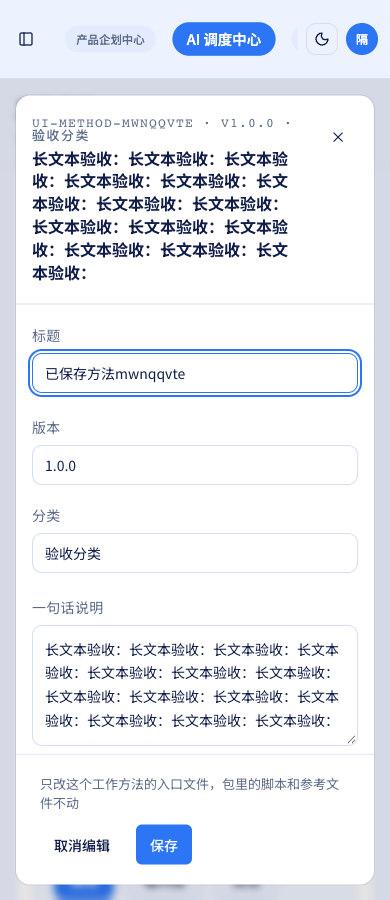 产品企划中心
AI 调度中心
隔
UI-METHOD-MWNQQVTE · V1.0.0 ·
验收分类
长文本验收：长文本验收：长文本验
收：长文本验收：长文本验收：长文
本验收：长文本验收：长文本验收：
长文本验收：长文本验收：长文本验
收：长文本验收：长文本验收：长文
本验收：
标题
已保存方法mwnqqvte
版本
1.0.0
分类
验收分类
一句话说明
长文本验收：长文本验收：长文本验收：长文本
验收：长文本验收：长文本验收：长文本验收：
长文本验收：长文本验收：长文本验收：长文本
验收：长文本验收：长文本验收：长文本验收：
只改这个工作方法的入口文件，包里的脚本和参考文
件不动
取消编辑
保存